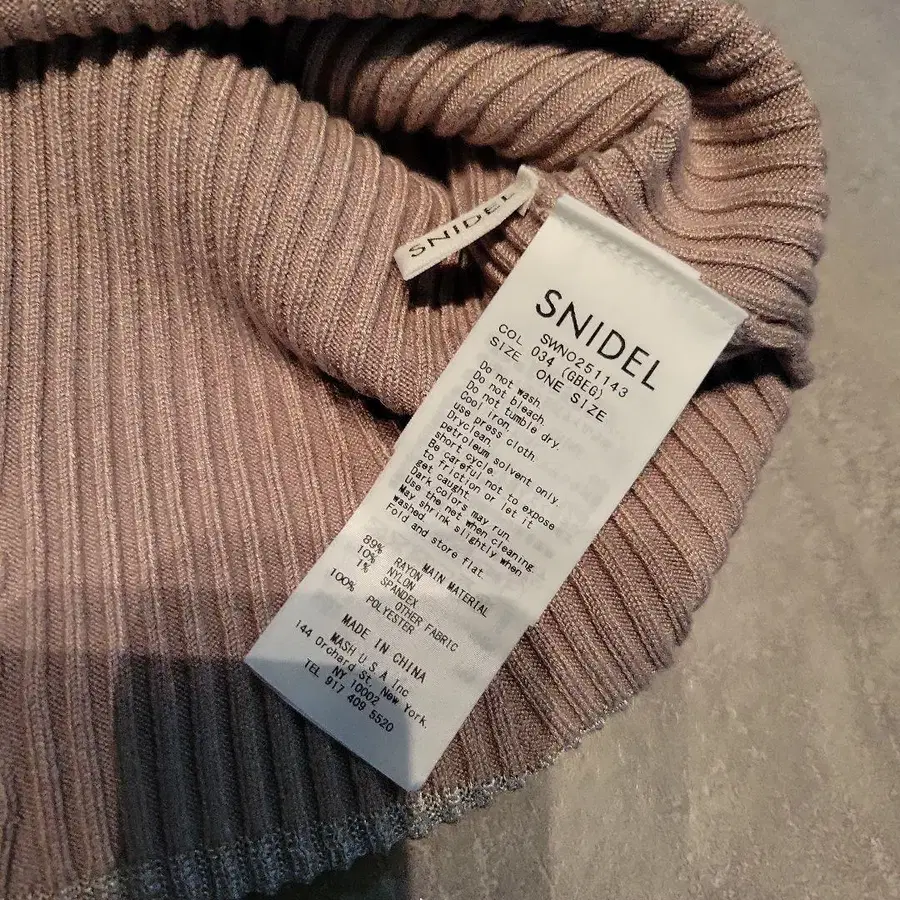 SNIDEL
SNIDEL
SWNO251143
COL 034 (GBEG)
SIZE ONE SIZE
Do not wash.
Do not bleach.
Do not tumble dry.
Cool iron.
use press cloth.
Dryclean.
petroleum solvent only.
short cycle.
Be careful not to expose
to friction or let it
get caught.
Dark colors may run.
Use the net when cleaning.
May shrink slightly when
washed.
Fold and store flat.
MAIN MATERIAL
89% RAYON
10% NYLON
1% SPANDEX
OTHER FABRIC
100% POLYESTER
MADE IN CHINA
MASH U.S.A Inc
144 Orchard St, New York.
NY 10002
TEL 917 409 5520